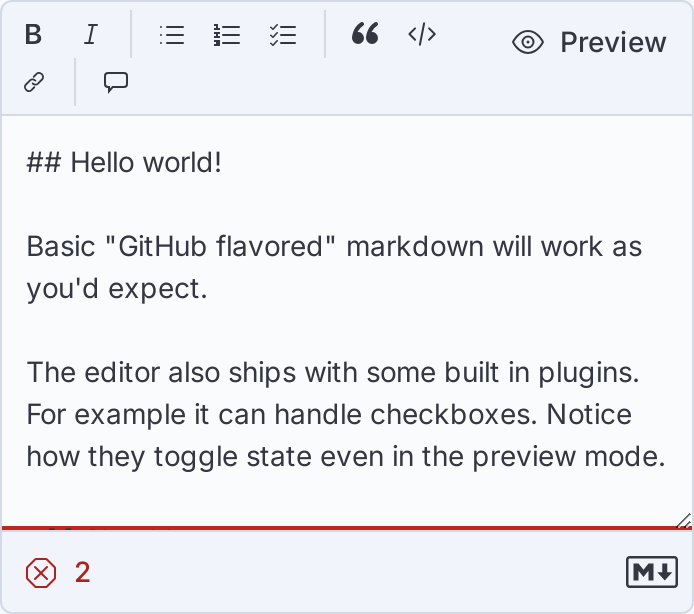 B I Preview
## Hello world!
Basic "GitHub flavored" markdown will work as
you'd expect.
The editor also ships with some built in plugins.
For example it can handle checkboxes. Notice
how they toggle state even in the preview mode.
2 M